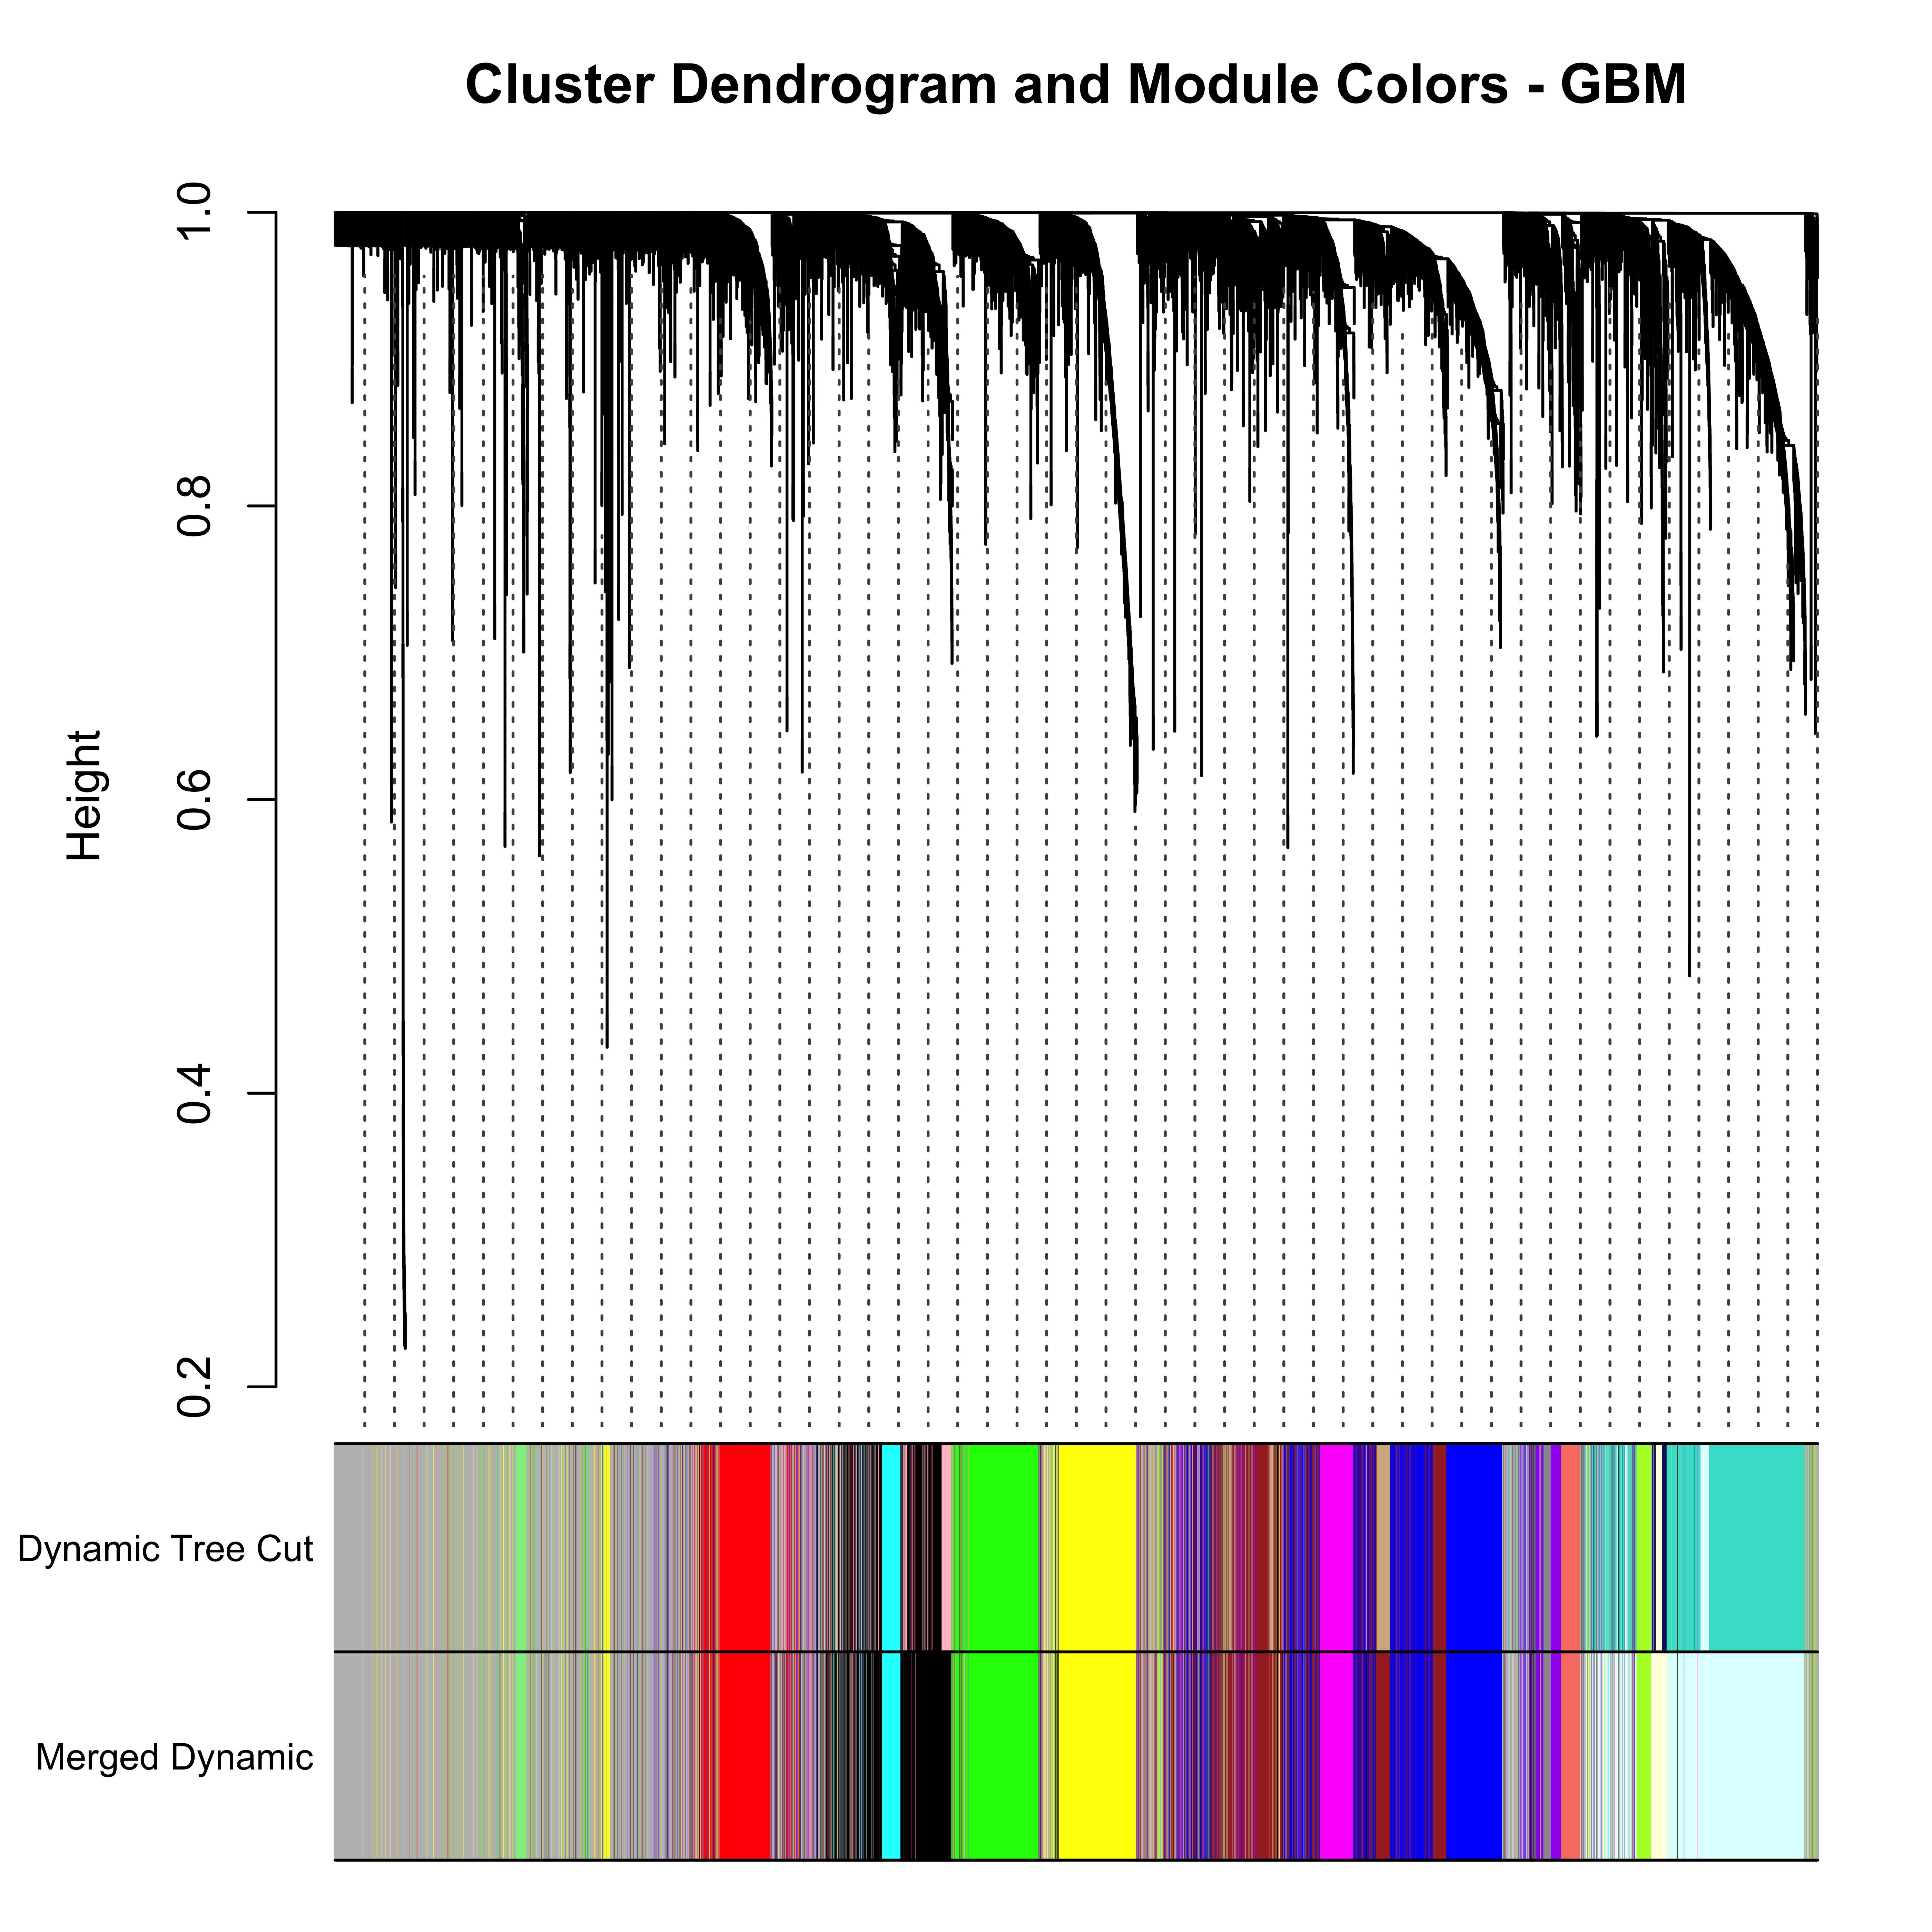 Cluster Dendrogram and Module Colors - GBM
Height
1.0
0.8
0.6
0.4
0.2
Dynamic Tree Cut
Merged Dynamic